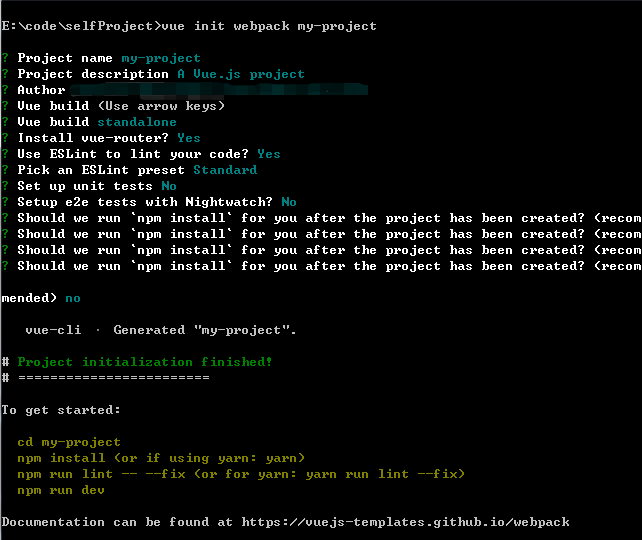 E:\code\selfProject>vue init webpack my-project
? Project name my-project
? Project description A Vue.js project
? Author
? Vue build (Use arrow keys)
? Vue build standalone
? Install vue-router? Yes
? Use ESLint to lint your code? Yes
? Pick an ESLint preset Standard
? Set up unit tests No
? Setup e2e tests with Nightwatch? No
? Should we run `npm install` for you after the project has been created? (recom
? Should we run `npm install` for you after the project has been created? (recom
? Should we run `npm install` for you after the project has been created? (recom
? Should we run `npm install` for you after the project has been created? (recom
mended) no
vue-cli · Generated "my-project".
# Project initialization finished!
# ========================
To get started:
cd my-project
npm install (or if using yarn: yarn)
npm run lint -- --fix (or for yarn: yarn run lint --fix)
npm run dev
Documentation can be found at https://vuejs-templates.github.io/webpack